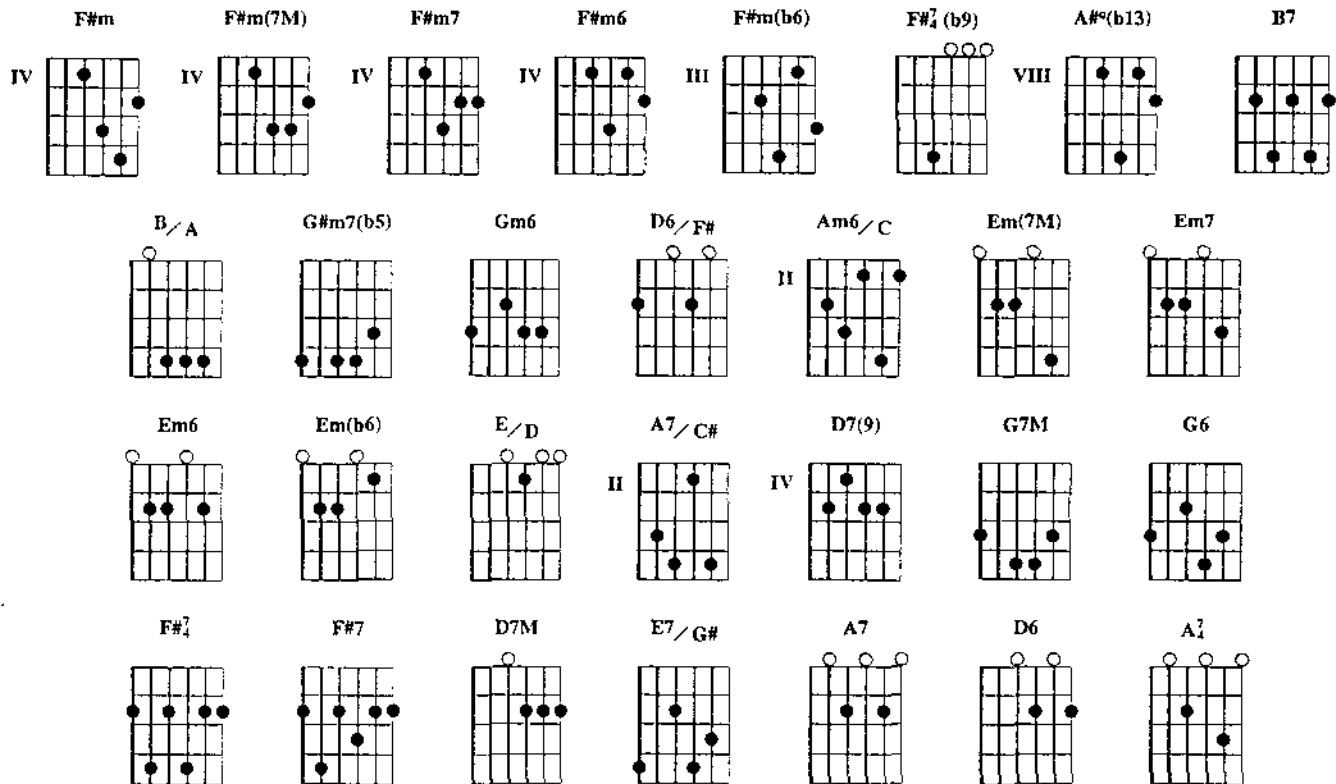 F#m F#m(7M) F#m7 F#m6 F#m(b6) F#7/4 (b9) A#°(b13) B7
IV IV IV IV III VIII
B/A G#m7(b5) Gm6 D6/F# Am6/C Em(7M) Em7
II
Em6 Em(b6) E/D A7/C# D7(9) G7M G6
II IV
F#7/4 F#7 D7M E7/G# A7 D6 A7/4